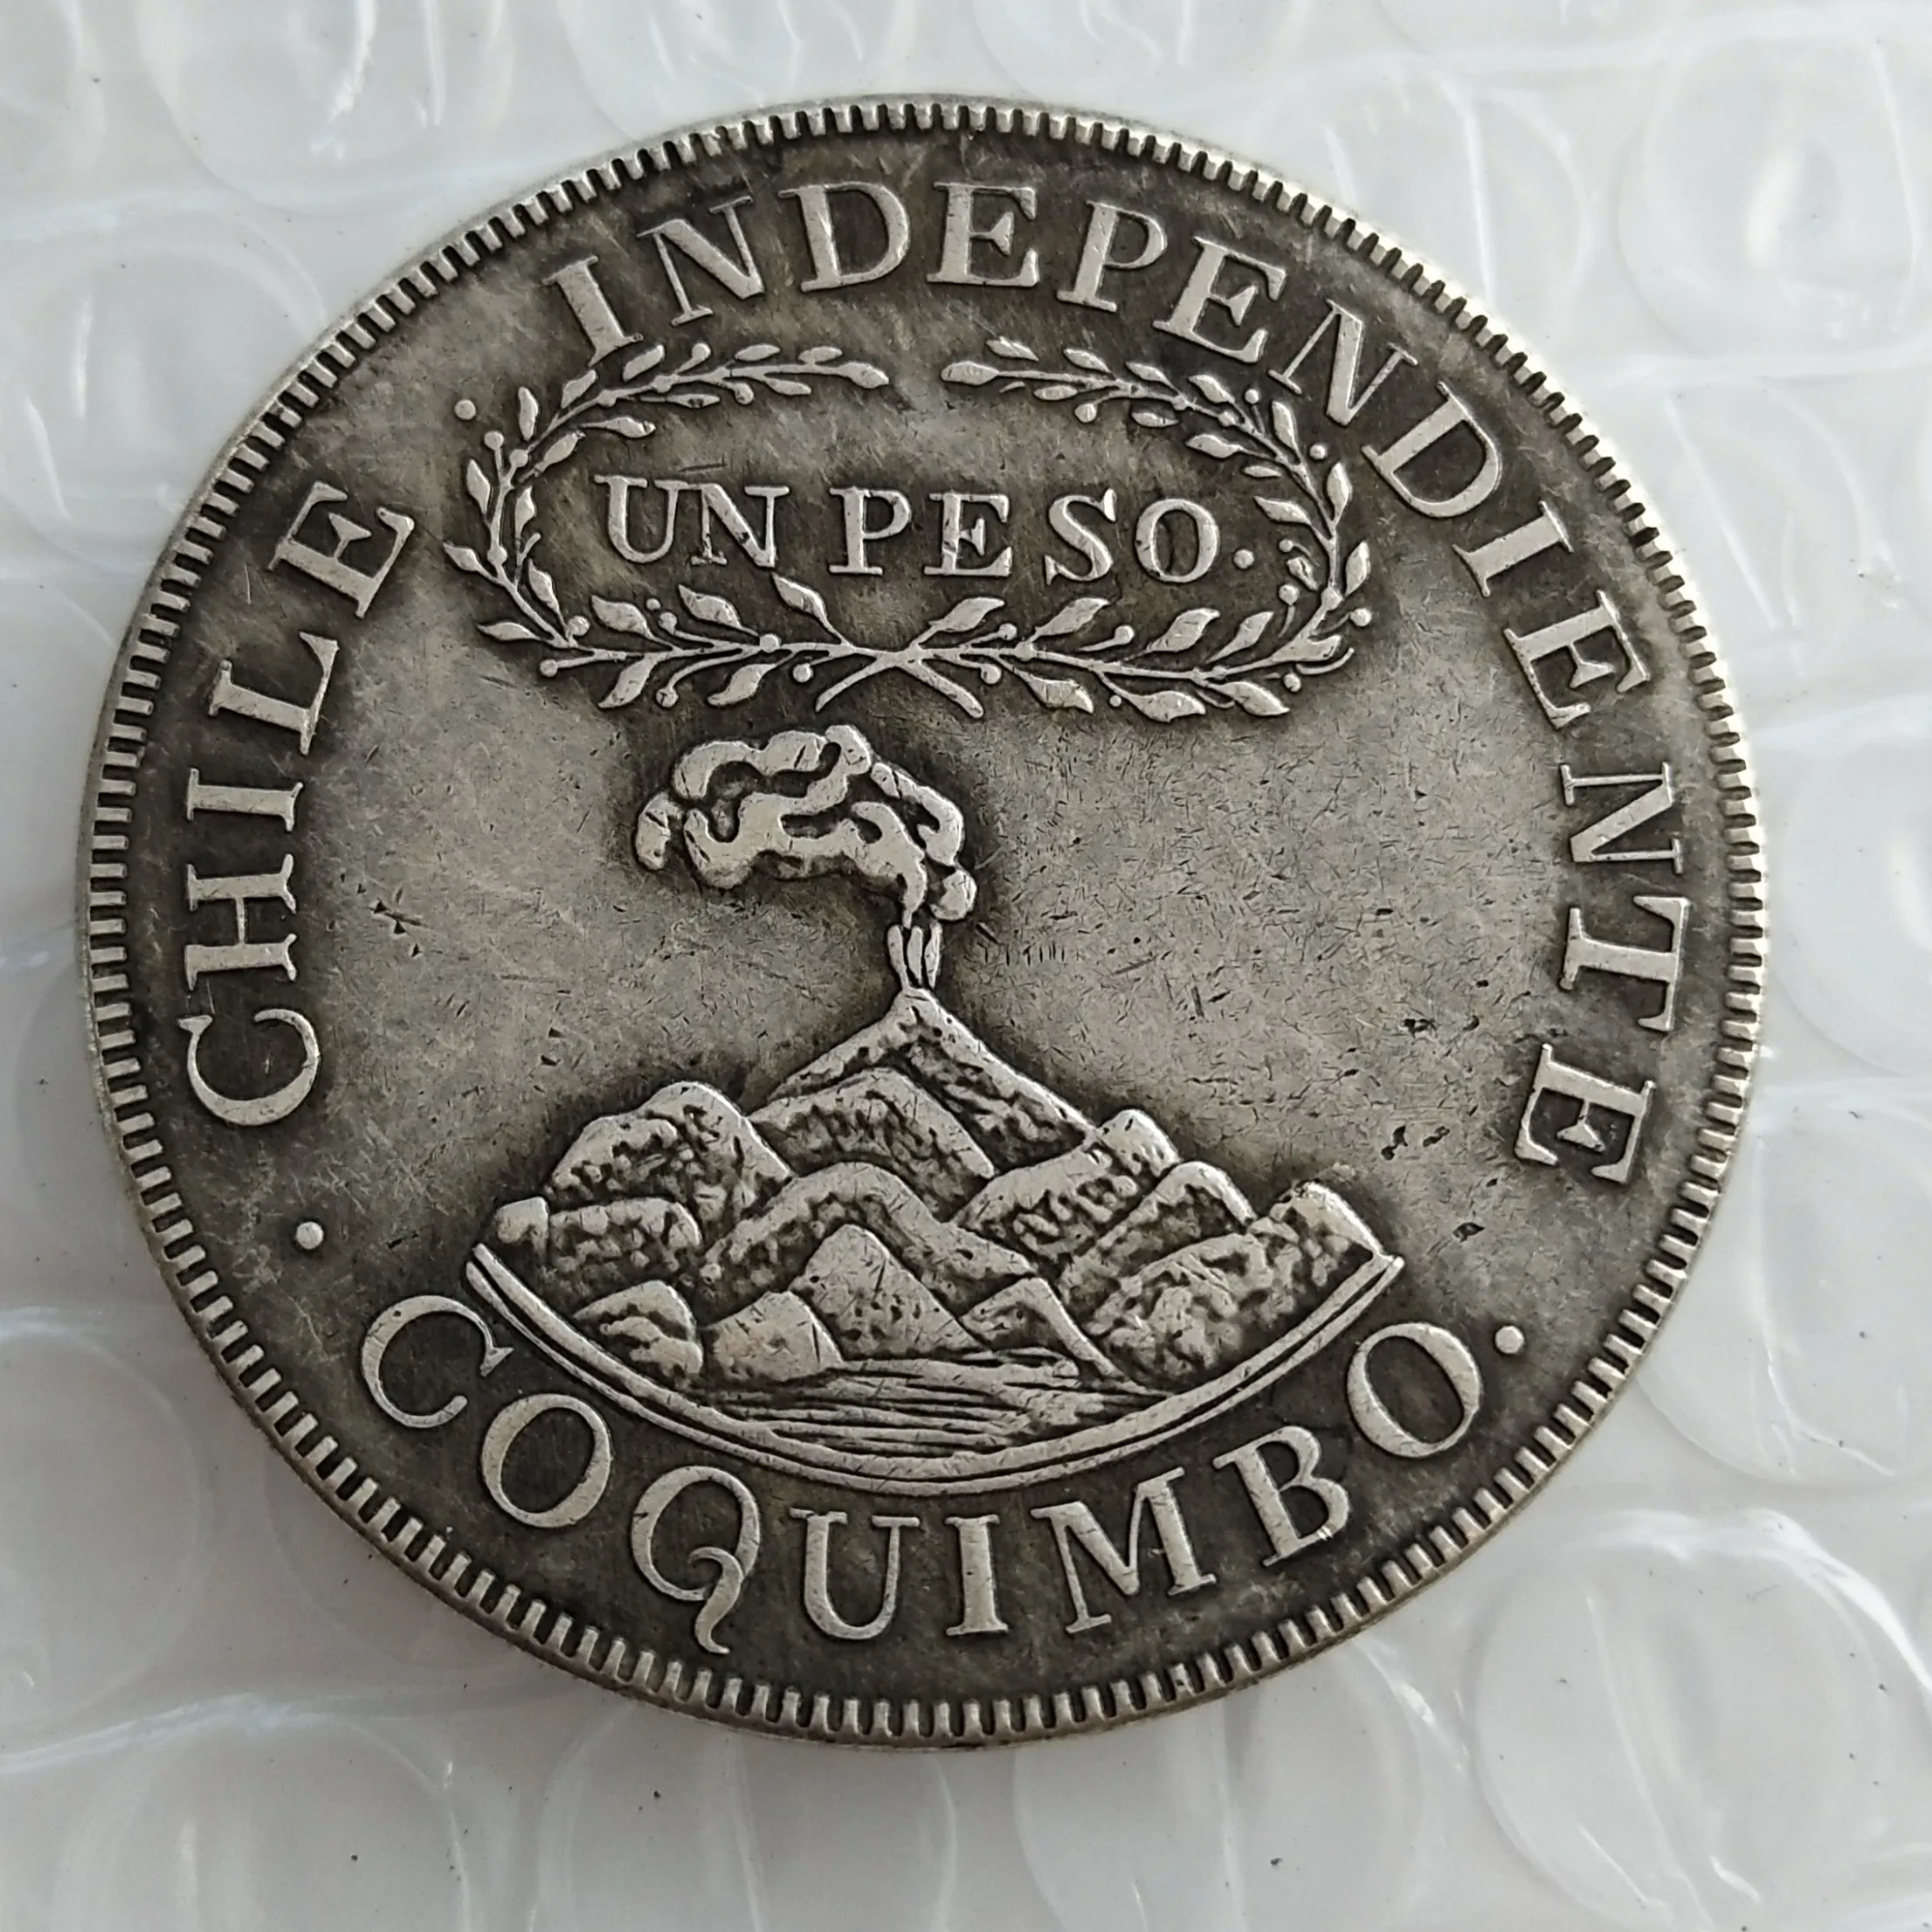 CHILE INDEPENDIENTE
UN PESO.
· COQUIMBO ·